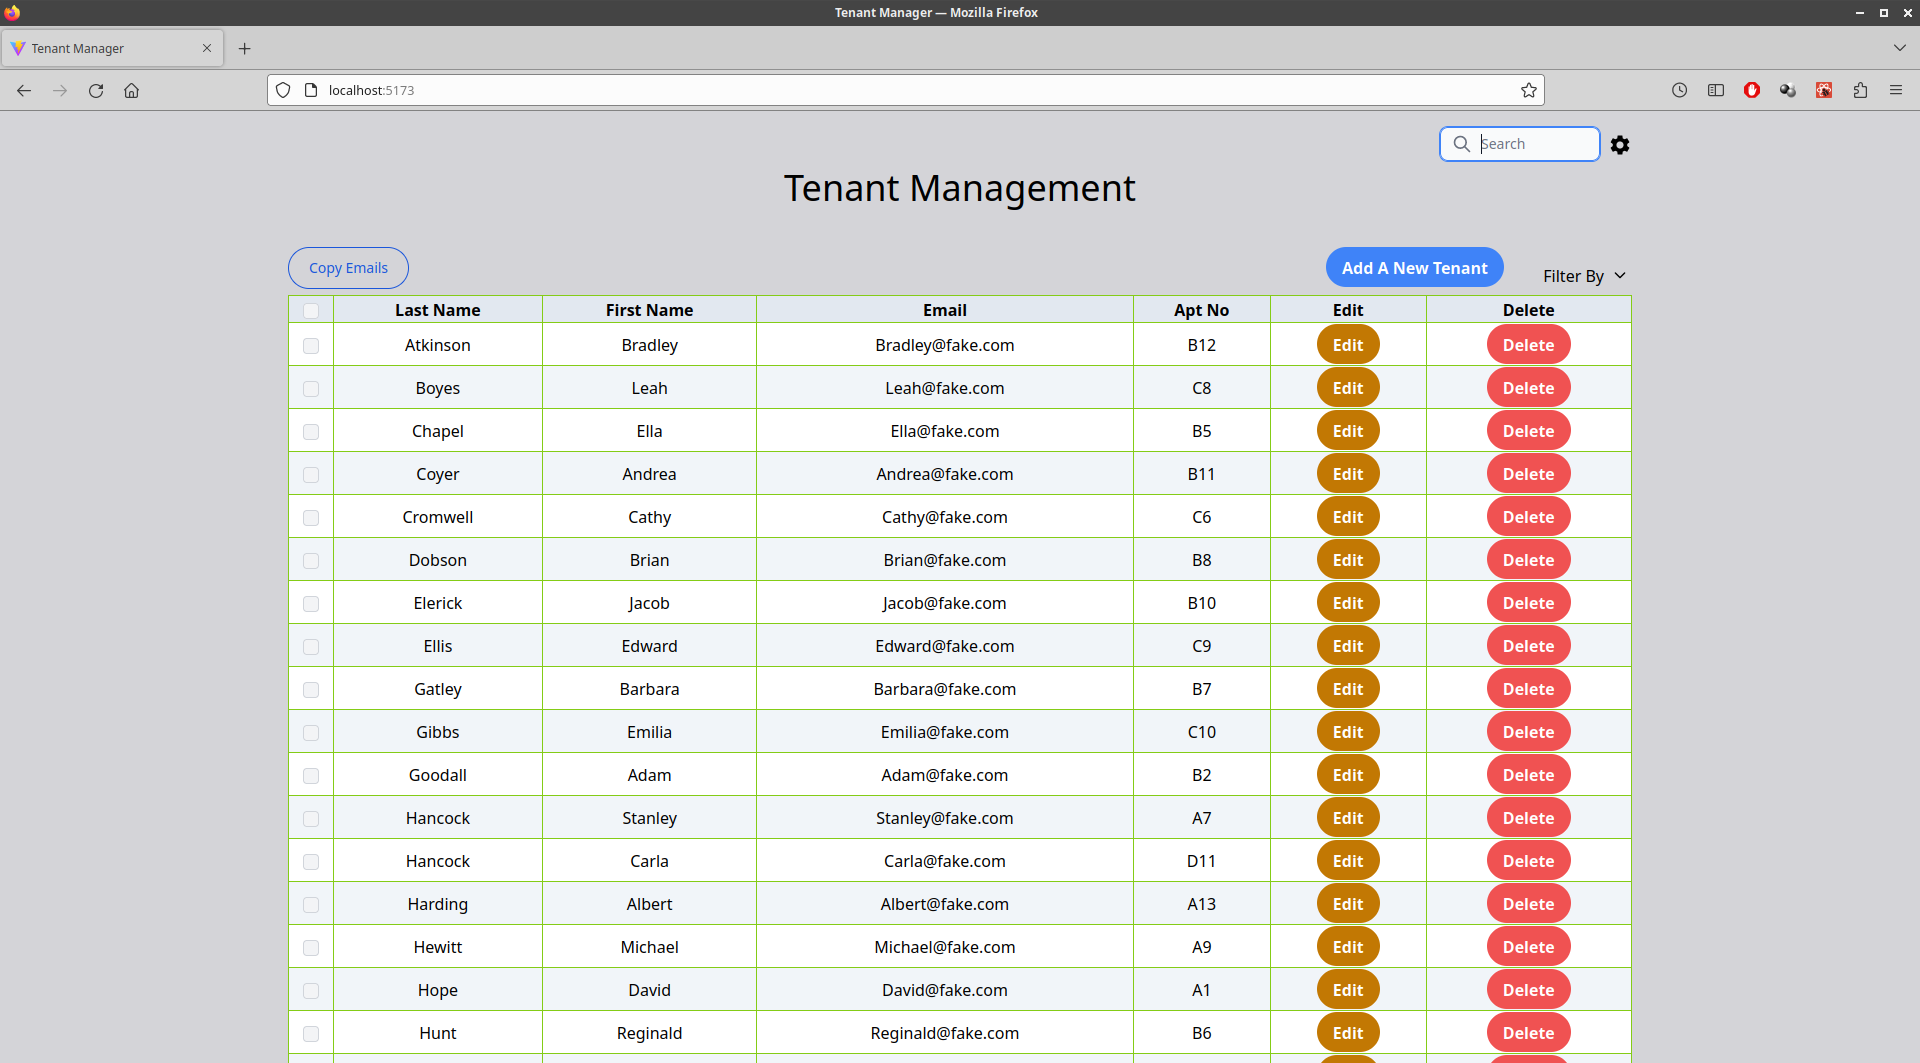 Tenant Manager — Mozilla Firefox
Tenant Manager
localhost:5173
Search
Tenant Management
Copy Emails
Add A New Tenant
Filter By
Last Name First Name Email Apt No Edit Delete
Atkinson Bradley Bradley@fake.com B12 Edit Delete
Boyes Leah Leah@fake.com C8 Edit Delete
Chapel Ella Ella@fake.com B5 Edit Delete
Coyer Andrea Andrea@fake.com B11 Edit Delete
Cromwell Cathy Cathy@fake.com C6 Edit Delete
Dobson Brian Brian@fake.com B8 Edit Delete
Elerick Jacob Jacob@fake.com B10 Edit Delete
Ellis Edward Edward@fake.com C9 Edit Delete
Gatley Barbara Barbara@fake.com B7 Edit Delete
Gibbs Emilia Emilia@fake.com C10 Edit Delete
Goodall Adam Adam@fake.com B2 Edit Delete
Hancock Stanley Stanley@fake.com A7 Edit Delete
Hancock Carla Carla@fake.com D11 Edit Delete
Harding Albert Albert@fake.com A13 Edit Delete
Hewitt Michael Michael@fake.com A9 Edit Delete
Hope David David@fake.com A1 Edit Delete
Hunt Reginald Reginald@fake.com B6 Edit Delete